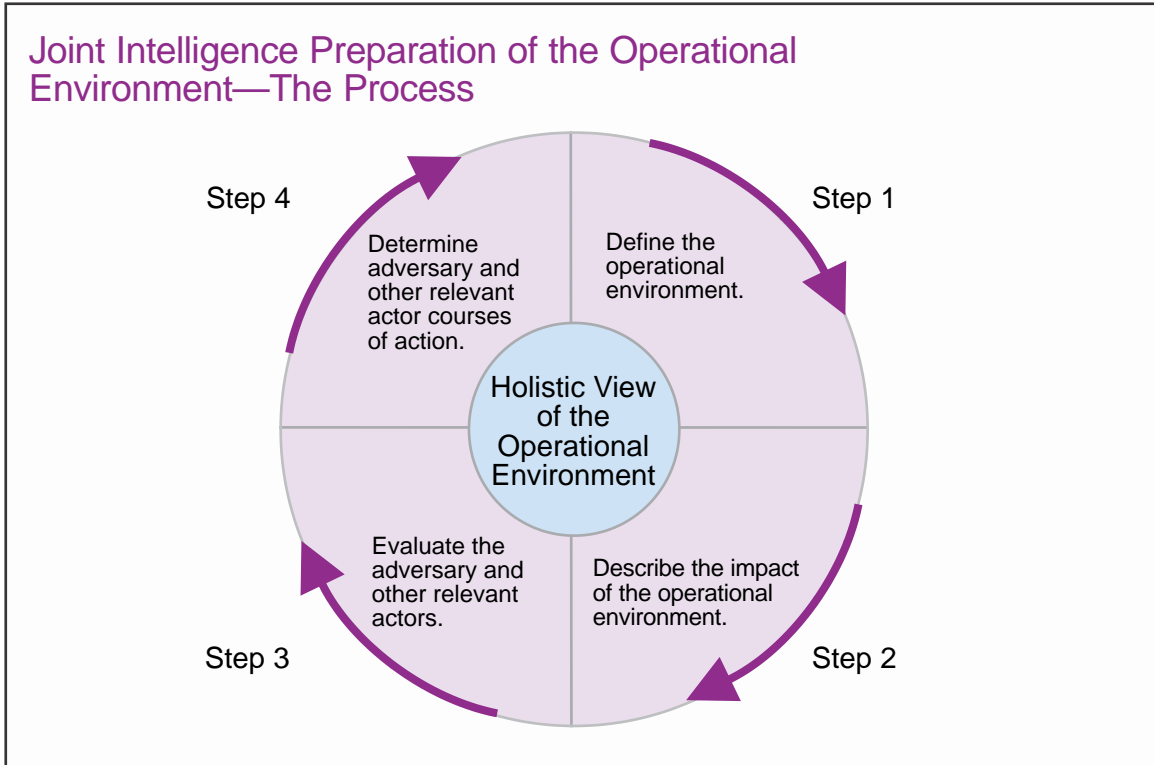 Joint Intelligence Preparation of the Operational
Environment—The Process
Step 1
Define the
operational
environment.
Step 2
Describe the impact
of the operational
environment.
Step 3
Evaluate the
adversary and
other relevant
actors.
Step 4
Determine
adversary and
other relevant
actor courses
of action.
Holistic View
of the
Operational
Environment